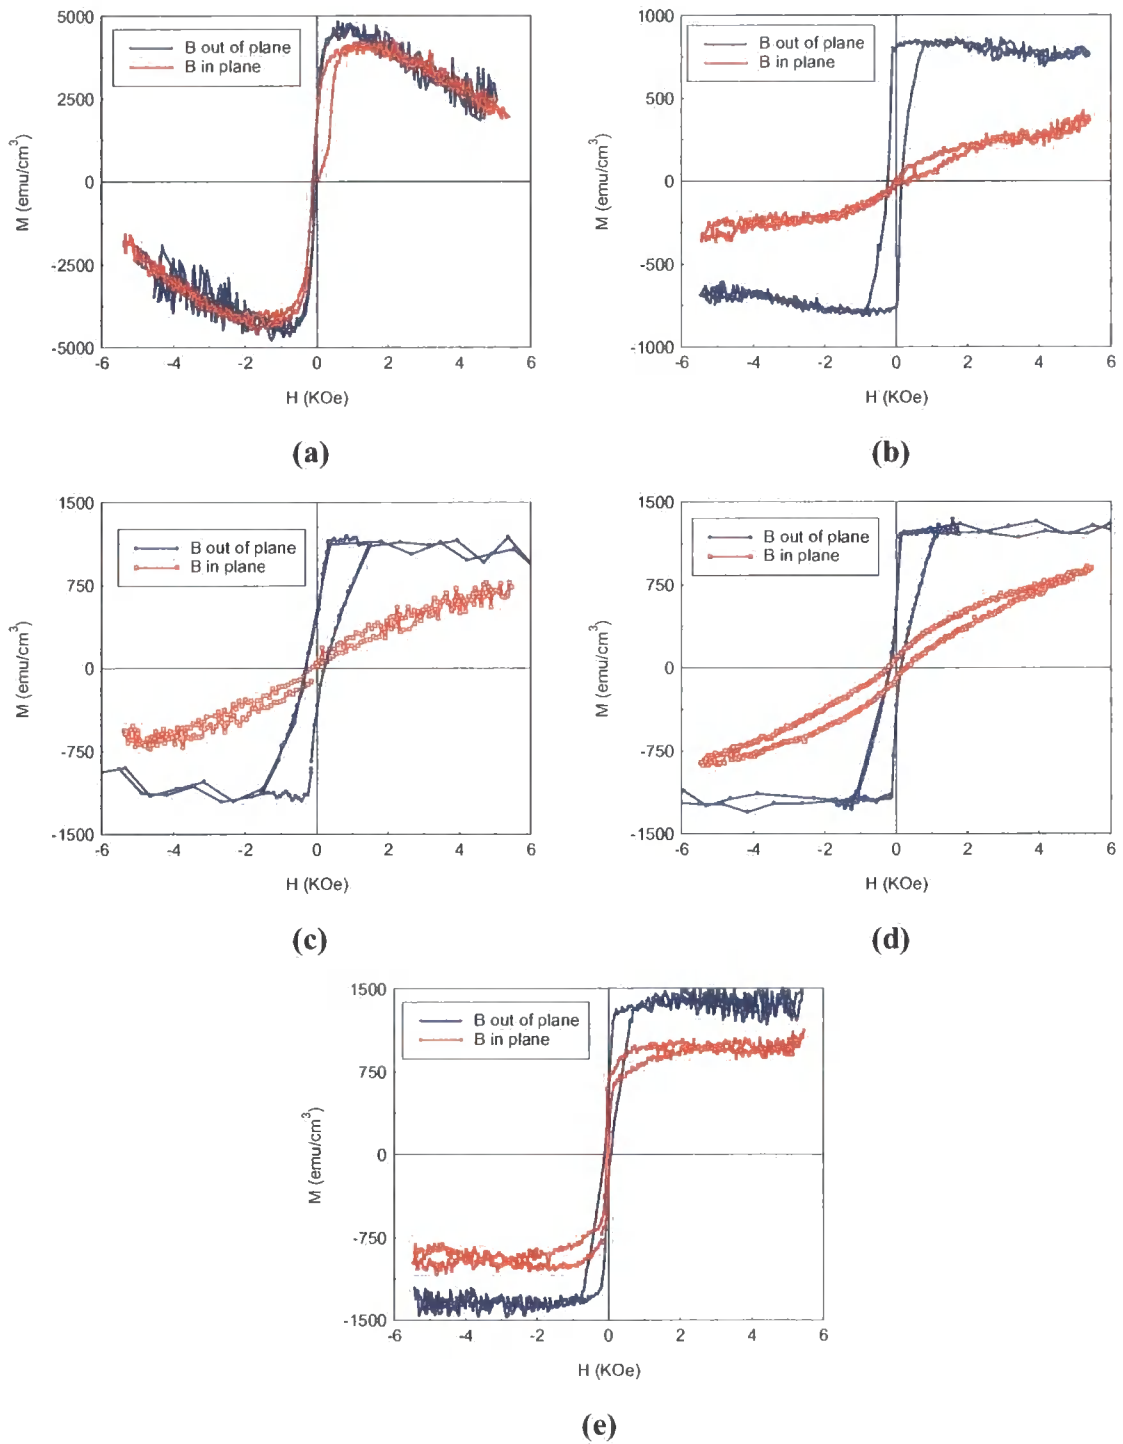 5000
B out of plane
B in plane
2500
0
-2500
-5000
M (emu/cm³)
-6 -4 -2 0 2 4 6
H (KOe)
(a)
1000
B out of plane
B in plane
500
0
-500
-1000
M (emu/cm³)
-6 -4 -2 0 2 4 6
H (KOe)
(b)
1500
B out of plane
B in plane
750
0
-750
-1500
M (emu/cm³)
-6 -4 -2 0 2 4 6
H (KOe)
(c)
1500
B out of plane
B in plane
750
0
-750
-1500
M (emu/cm³)
-6 -4 -2 0 2 4 6
H (KOe)
(d)
1500
B out of plane
B in plane
750
0
-750
-1500
M (emu/cm³)
-6 -4 -2 0 2 4 6
H (KOe)
(e)